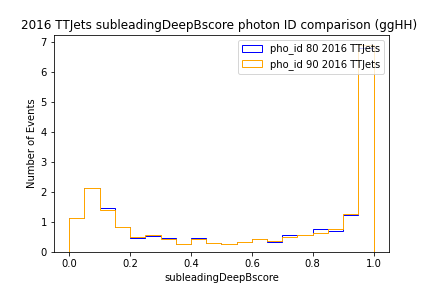 2016 TTJets subleadingDeepBscore photon ID comparison (ggHH)
7
6
5
4
3
2
1
0
Number of Events
pho_id 80 2016 TTJets
pho_id 90 2016 TTJets
0.0 0.2 0.4 0.6 0.8 1.0
subleadingDeepBscore